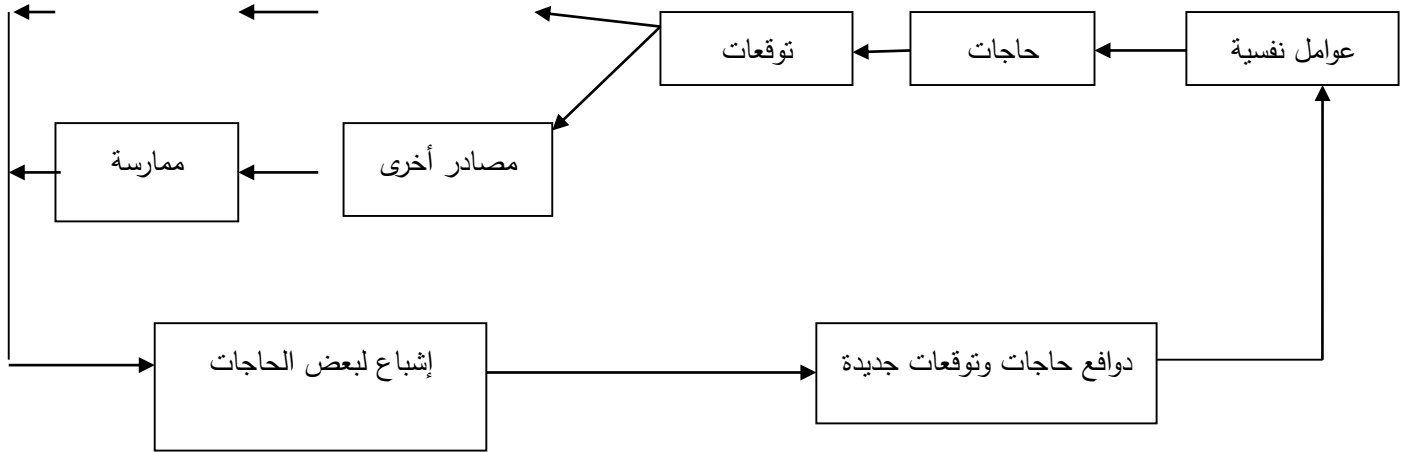 عوامل نفسية
حاجات
توقعات
مصادر أخرى
ممارسة
إشباع لبعض الحاجات
دوافع حاجات وتوقعات جديدة